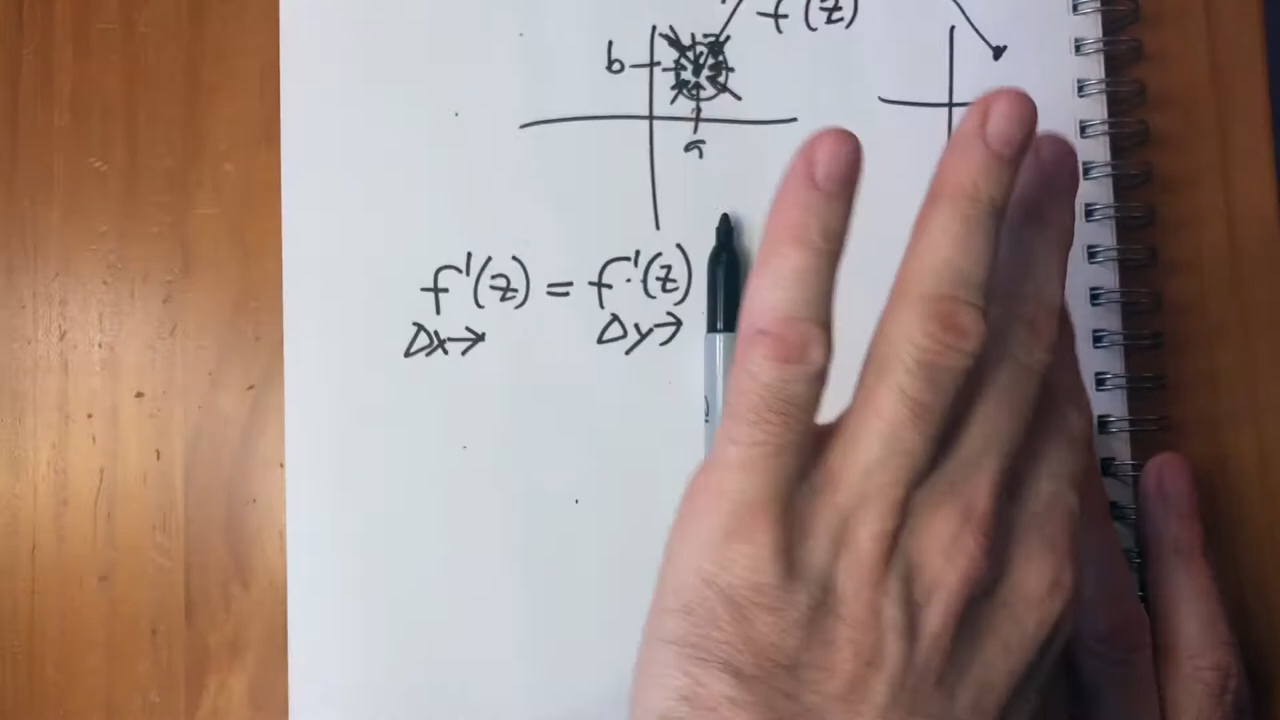 f(z)
b
a
f'(z) = f'(z)
Δx→ Δy→